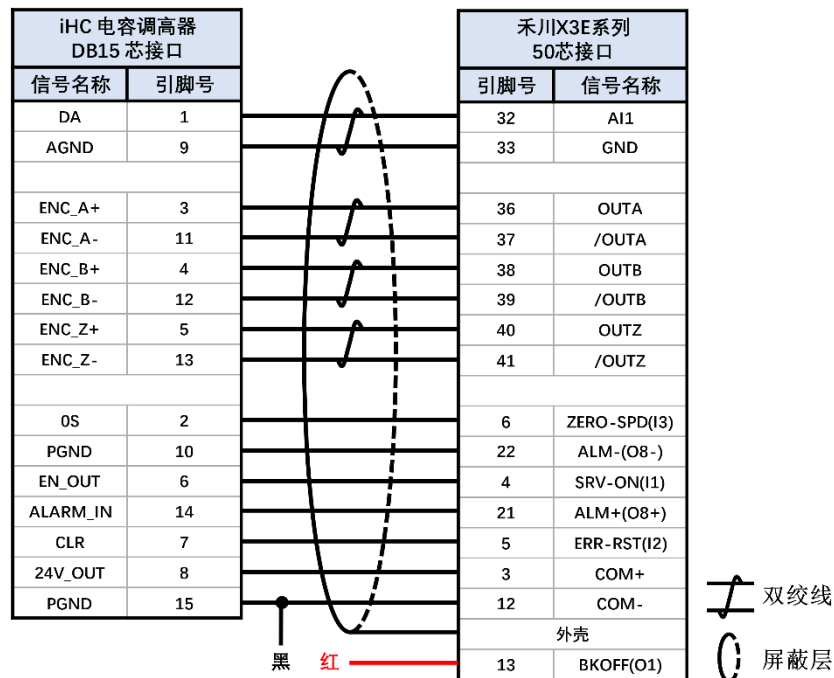 iHC 电容调高器
DB15 芯接口
禾川X3E系列
50芯接口
信号名称 引脚号 引脚号 信号名称
DA 1 32 AI1
AGND 9 33 GND
ENC_A+ 3 36 OUTA
ENC_A- 11 37 /OUTA
ENC_B+ 4 38 OUTB
ENC_B- 12 39 /OUTB
ENC_Z+ 5 40 OUTZ
ENC_Z- 13 41 /OUTZ
0S 2 6 ZERO-SPD(I3)
PGND 10 22 ALM-(O8-)
EN_OUT 6 4 SRV-ON(I1)
ALARM_IN 14 21 ALM+(O8+)
CLR 7 5 ERR-RST(I2)
24V_OUT 8 3 COM+
PGND 15 12 COM-
外壳
黑 红 13 BKOFF(O1)
双绞线
屏蔽层